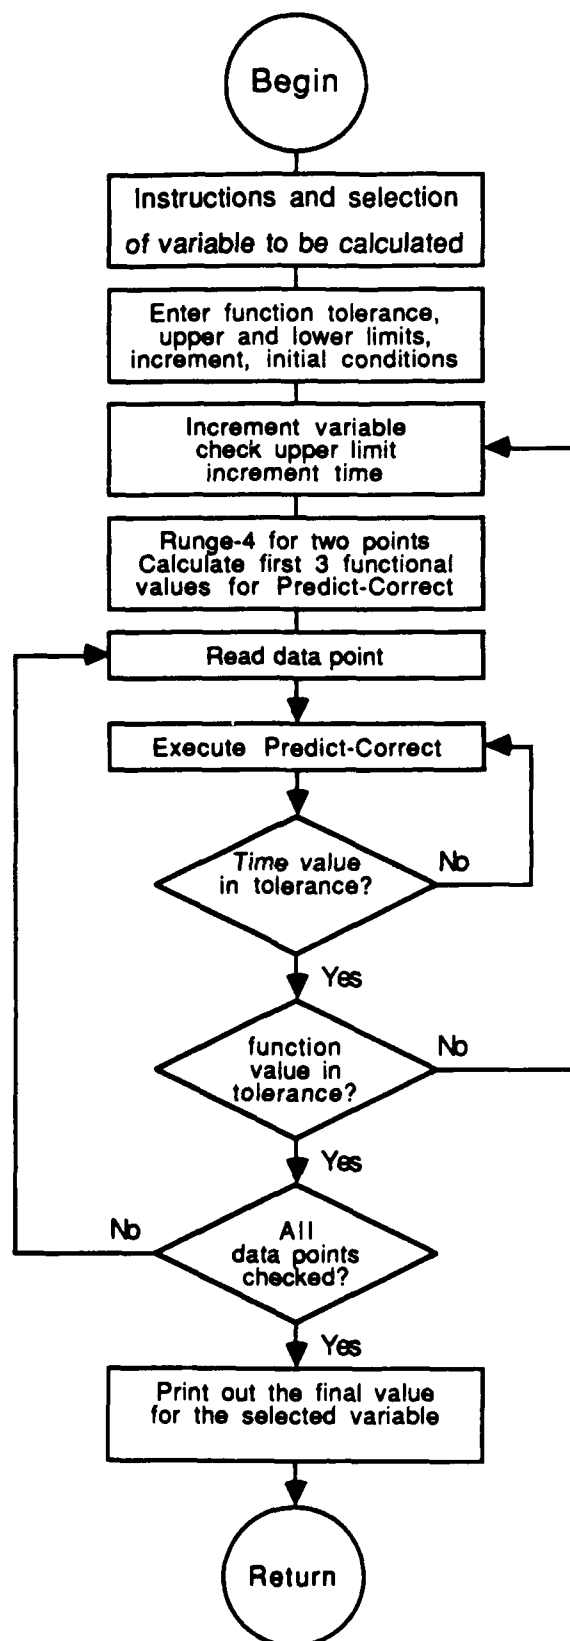 Begin
Instructions and selection
of variable to be calculated
Enter function tolerance,
upper and lower limits,
increment, initial conditions
Increment variable
check upper limit
increment time
Runge-4 for two points
Calculate first 3 functional
values for Predict-Correct
Read data point
Execute Predict-Correct
Time value
in tolerance?
No
Yes
function
value in
tolerance?
No
Yes
No
All
data points
checked?
Yes
Print out the final value
for the selected variable
Return